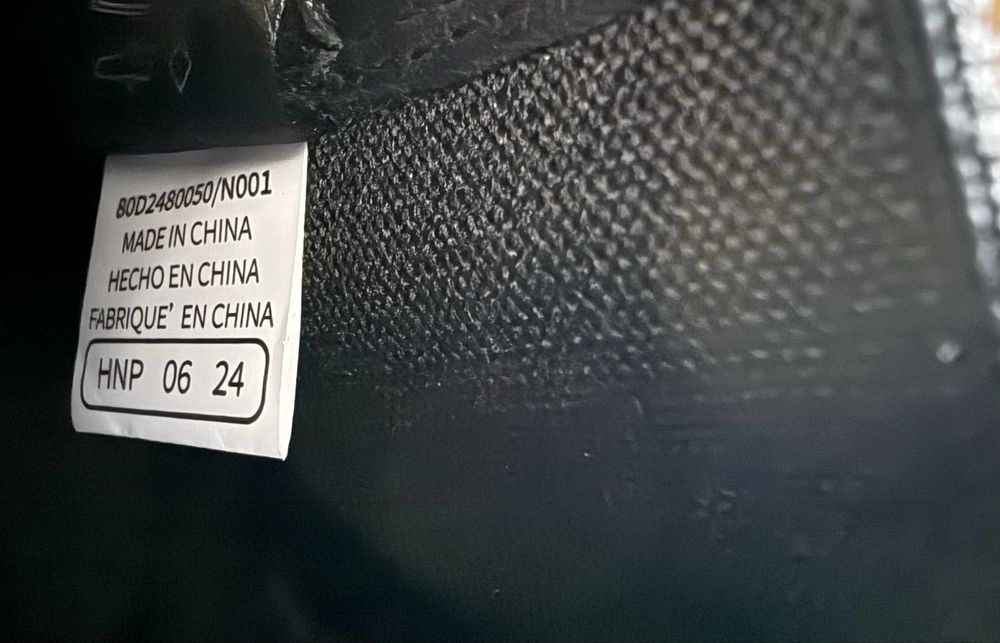 80D2480050/N001
MADE IN CHINA
HECHO EN CHINA
FABRIQUE' EN CHINA
HNP 06 24